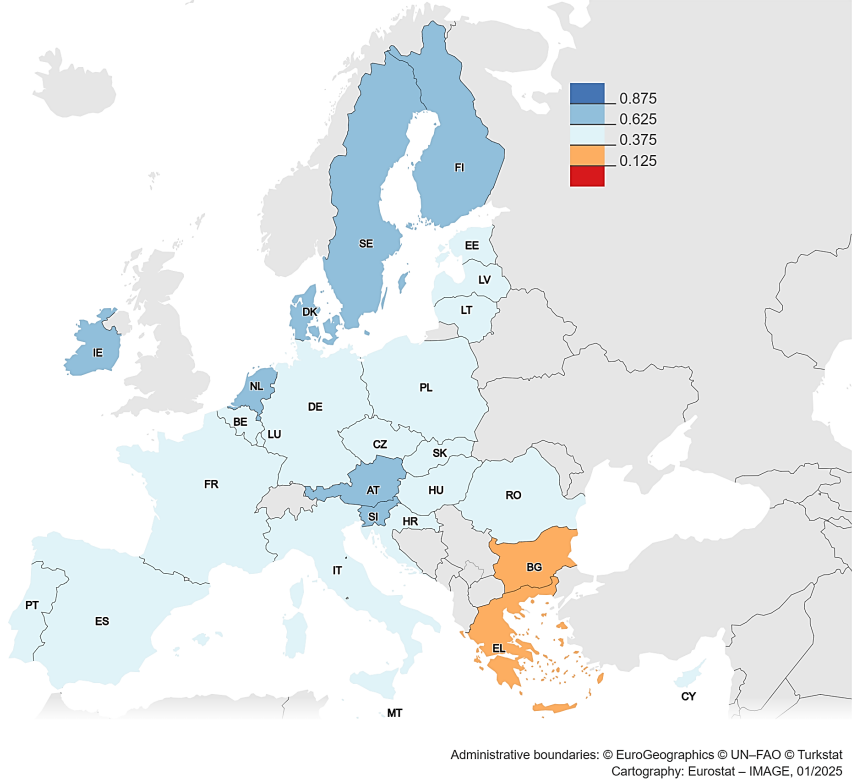 0.875
0.625
0.375
0.125
FI
SE
EE
LV
LT
DK
IE
NL
PL
DE
BE
LU
CZ
SK
FR
AT
HU
RO
SI
HR
BG
IT
PT
ES
EL
CY
MT
Administrative boundaries: © EuroGeographics © UN–FAO © Turkstat
Cartography: Eurostat – IMAGE, 01/2025